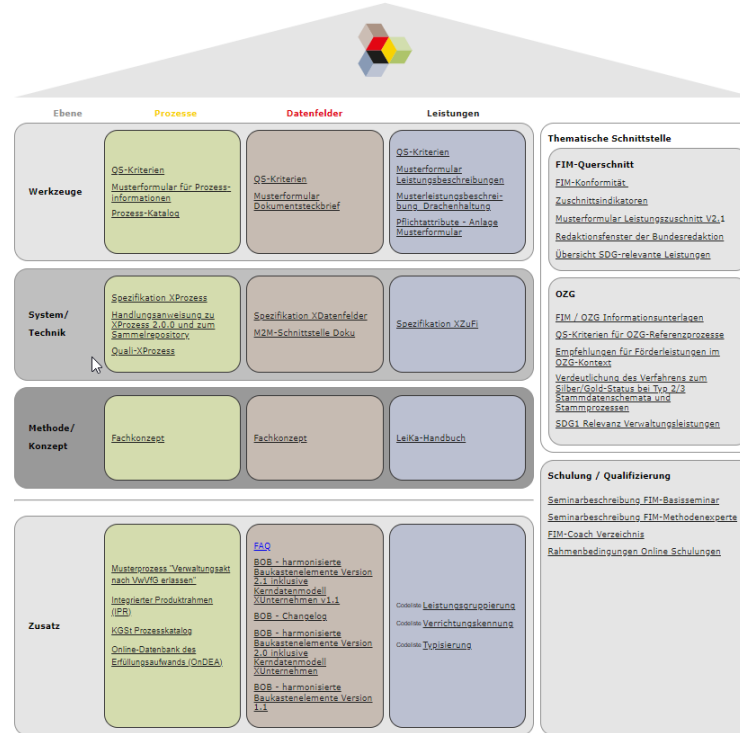 Ebene
Prozesse
Datenfelder
Leistungen
Werkzeuge
QS-Kriterien
Musterformular für Prozess-
informationen
Prozess-Katalog
QS-Kriterien
Musterformular
Dokumentsteckbrief
QS-Kriterien
Musterformular
Leistungsbeschreibungen
Musterleistungsbeschrei-
bung Drachenhaltung
Pflichtattribute - Anlage
Musterformular
System/
Technik
Spezifikation XProzess
Handlungsanweisung zu
XProzess 2.0.0 und zum
Sammelrepository
Quali-XProzess
Spezifikation XDatenfelder
M2M-Schnittstelle Doku
Spezifikation XZuFi
Methode/
Konzept
Fachkonzept
Fachkonzept
LeiKa-Handbuch
Zusatz
Musterprozess "Verwaltungsakt
nach VwVfG erlassen"
Integrierter Produktrahmen
(IPR)
KGSt Prozesskatalog
Online-Datenbank des
Erfüllungsaufwands (OnDEA)
FAQ
BOB - harmonisierte
Baukastenelemente Version
2.1 inklusive
Kerndatenmodell
XUnternehmen v1.1
BOB - Changelog
BOB - harmonisierte
Baukastenelemente Version
2.0 inklusive
Kerndatenmodell
XUnternehmen
BOB - harmonisierte
Baukastenelemente Version
1.1
Codeliste Leistungsgruppierung
Codeliste Verrichtungskennung
Codeliste Typisierung
Thematische Schnittstelle
FIM-Querschnitt
FIM-Konformität
Zuschnittsindikatoren
Musterformular Leistungszuschnitt V2.1
Redaktionsfenster der Bundesredaktion
Übersicht SDG-relevante Leistungen
OZG
FIM / OZG Informationsunterlagen
QS-Kriterien für OZG-Referenzprozesse
Empfehlungen für Förderleistungen im
OZG-Kontext
Verdeutlichung des Verfahrens zum
Silber/Gold-Status bei Typ 2/3
Stammdatenschemata und
Stammprozessen
SDG1 Relevanz Verwaltungsleistungen
Schulung / Qualifizierung
Seminarbeschreibung FIM-Basisseminar
Seminarbeschreibung FIM-Methodenexperte
FIM-Coach Verzeichnis
Rahmenbedingungen Online Schulungen